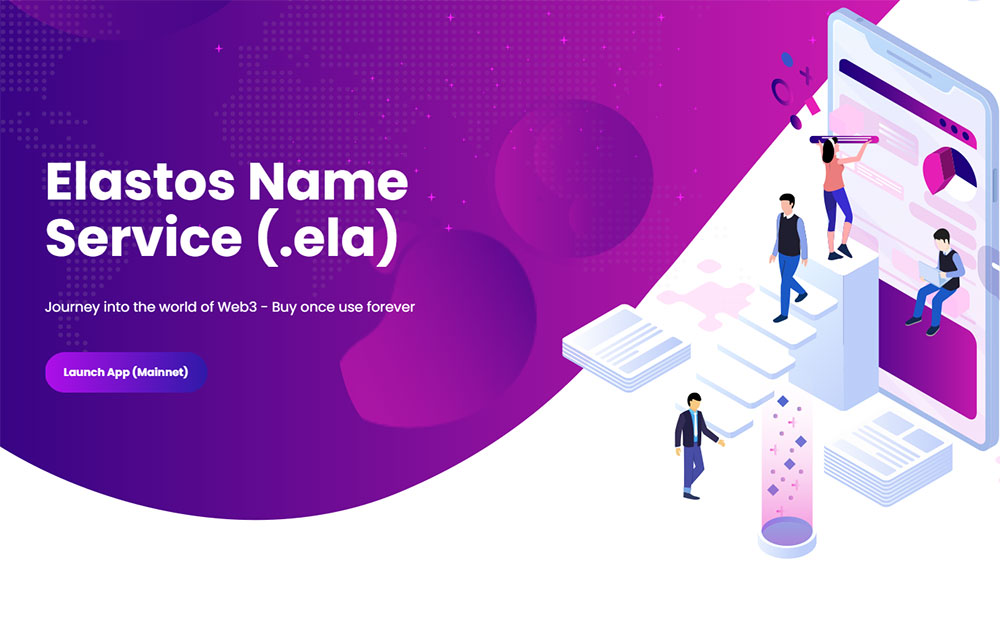 Elastos Name
Service (.ela)
Journey into the world of Web3 - Buy once use forever
Launch App (Mainnet)